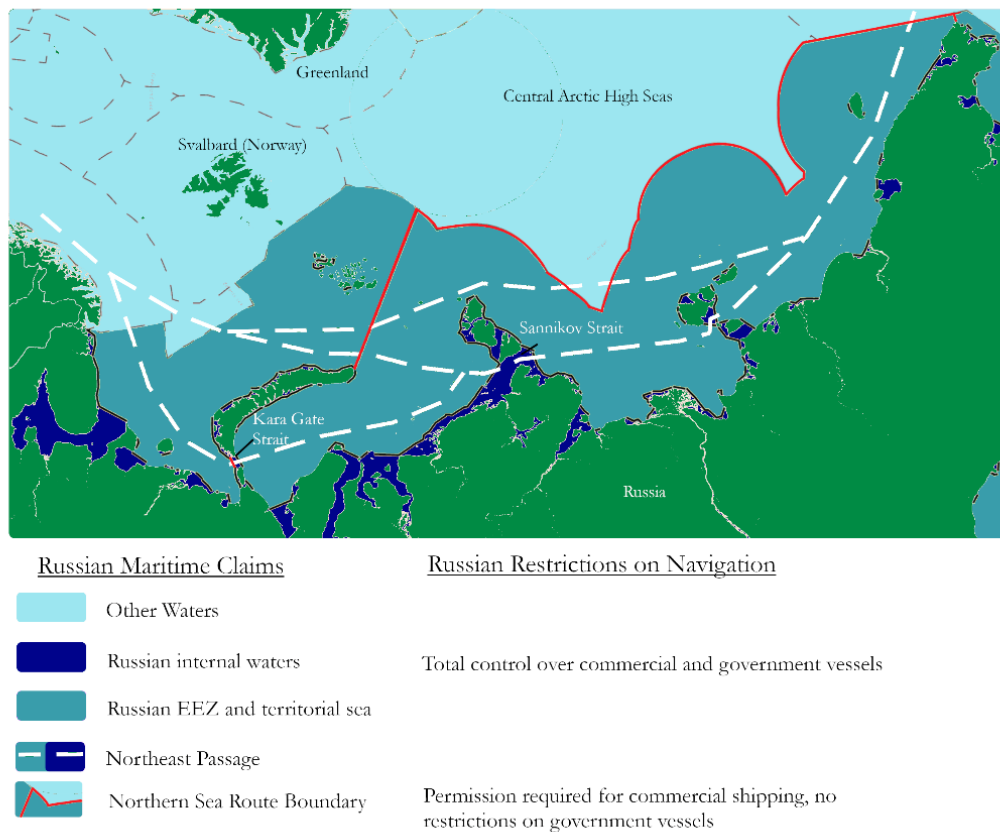 Greenland
Central Arctic High Seas
Svalbard (Norway)
Sannikov Strait
Kara Gate
Strait
Russia
Russian Maritime Claims
Russian Restrictions on Navigation
Other Waters
Russian internal waters
Total control over commercial and government vessels
Russian EEZ and territorial sea
Northeast Passage
Northern Sea Route Boundary
Permission required for commercial shipping, no
restrictions on government vessels